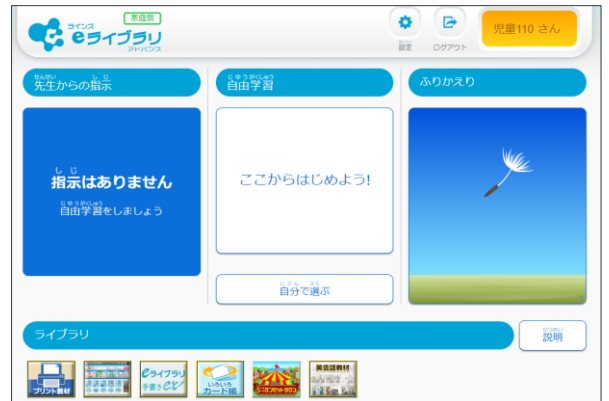 家庭版
ラインズ
eライブラリ
アドバンス
設定
ログアウト
児童110 さん
先生からの指示
自由学習
ふりかえり
指示はありません
自由学習をしましょう
ここからはじめよう!
自分で選ぶ
ライブラリ
説明
プリント教材
eライブラリ
手書きex
いろいろ
カード帳
英会話教材